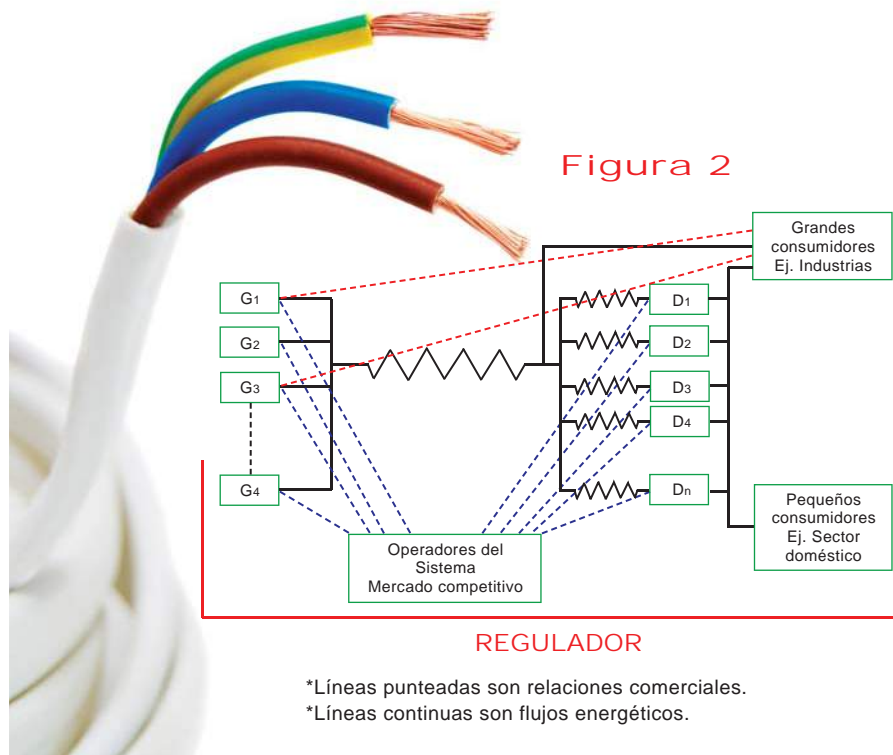 Figura 2
Grandes
consumidores
Ej. Industrias
G1
G2
G3
G4
D1
D2
D3
D4
Dn
Pequeños
consumidores
Ej. Sector
doméstico
Operadores del
Sistema
Mercado competitivo
REGULADOR
*Líneas punteadas son relaciones comerciales.
*Líneas continuas son flujos energéticos.